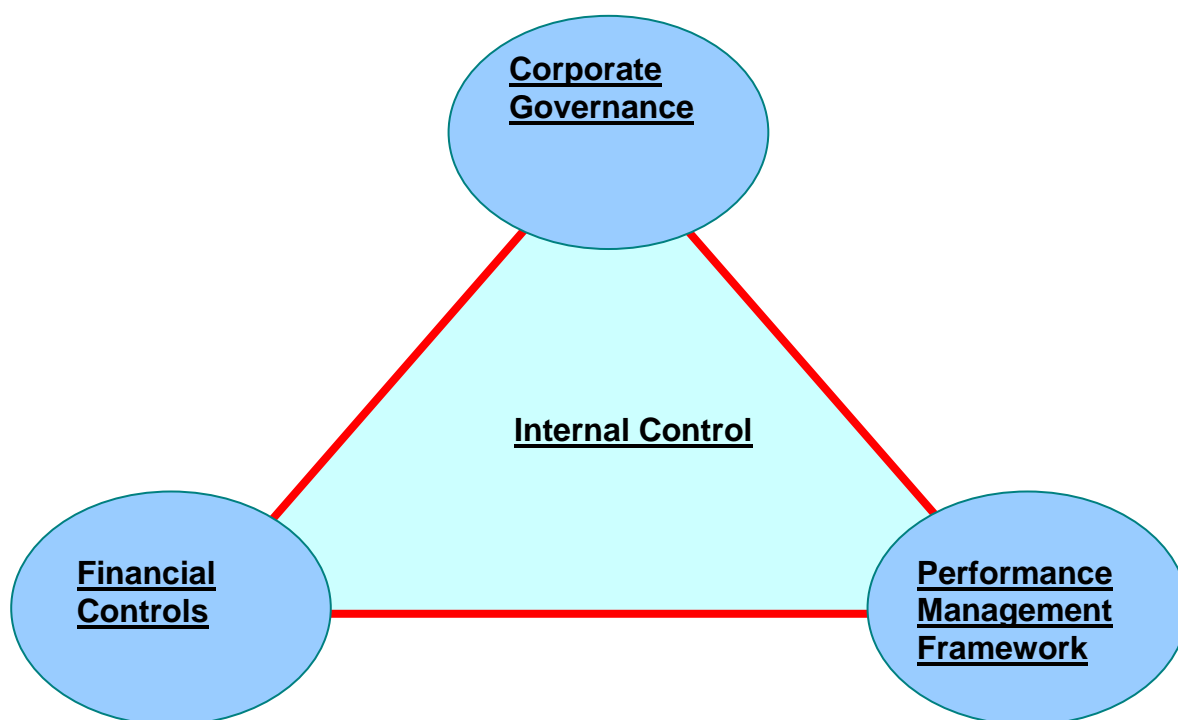 Corporate
Governance
Internal Control
Financial
Controls
Performance
Management
Framework